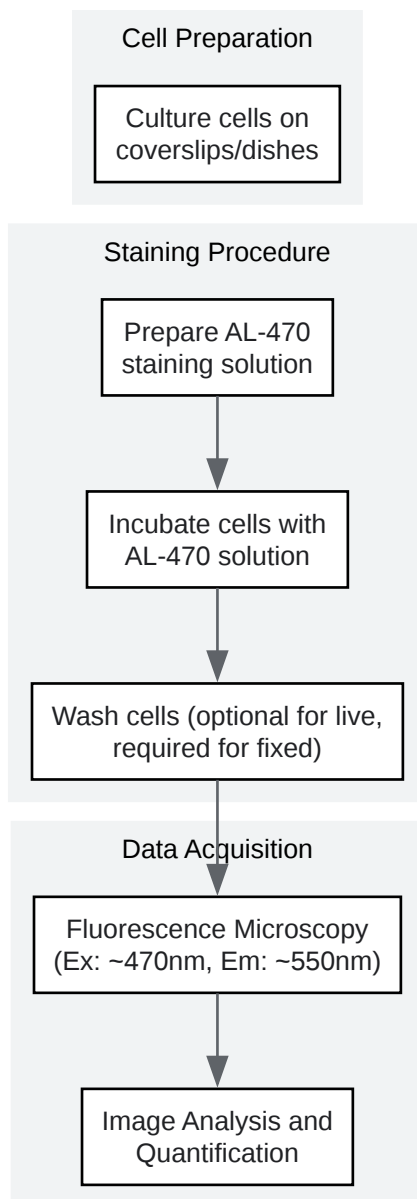 Cell Preparation
Culture cells on
coverslips/dishes
Staining Procedure
Prepare AL-470
staining solution
Incubate cells with
AL-470 solution
Wash cells (optional for live,
required for fixed)
Data Acquisition
Fluorescence Microscopy
(Ex: ~470nm, Em: ~550nm)
Image Analysis and
Quantification